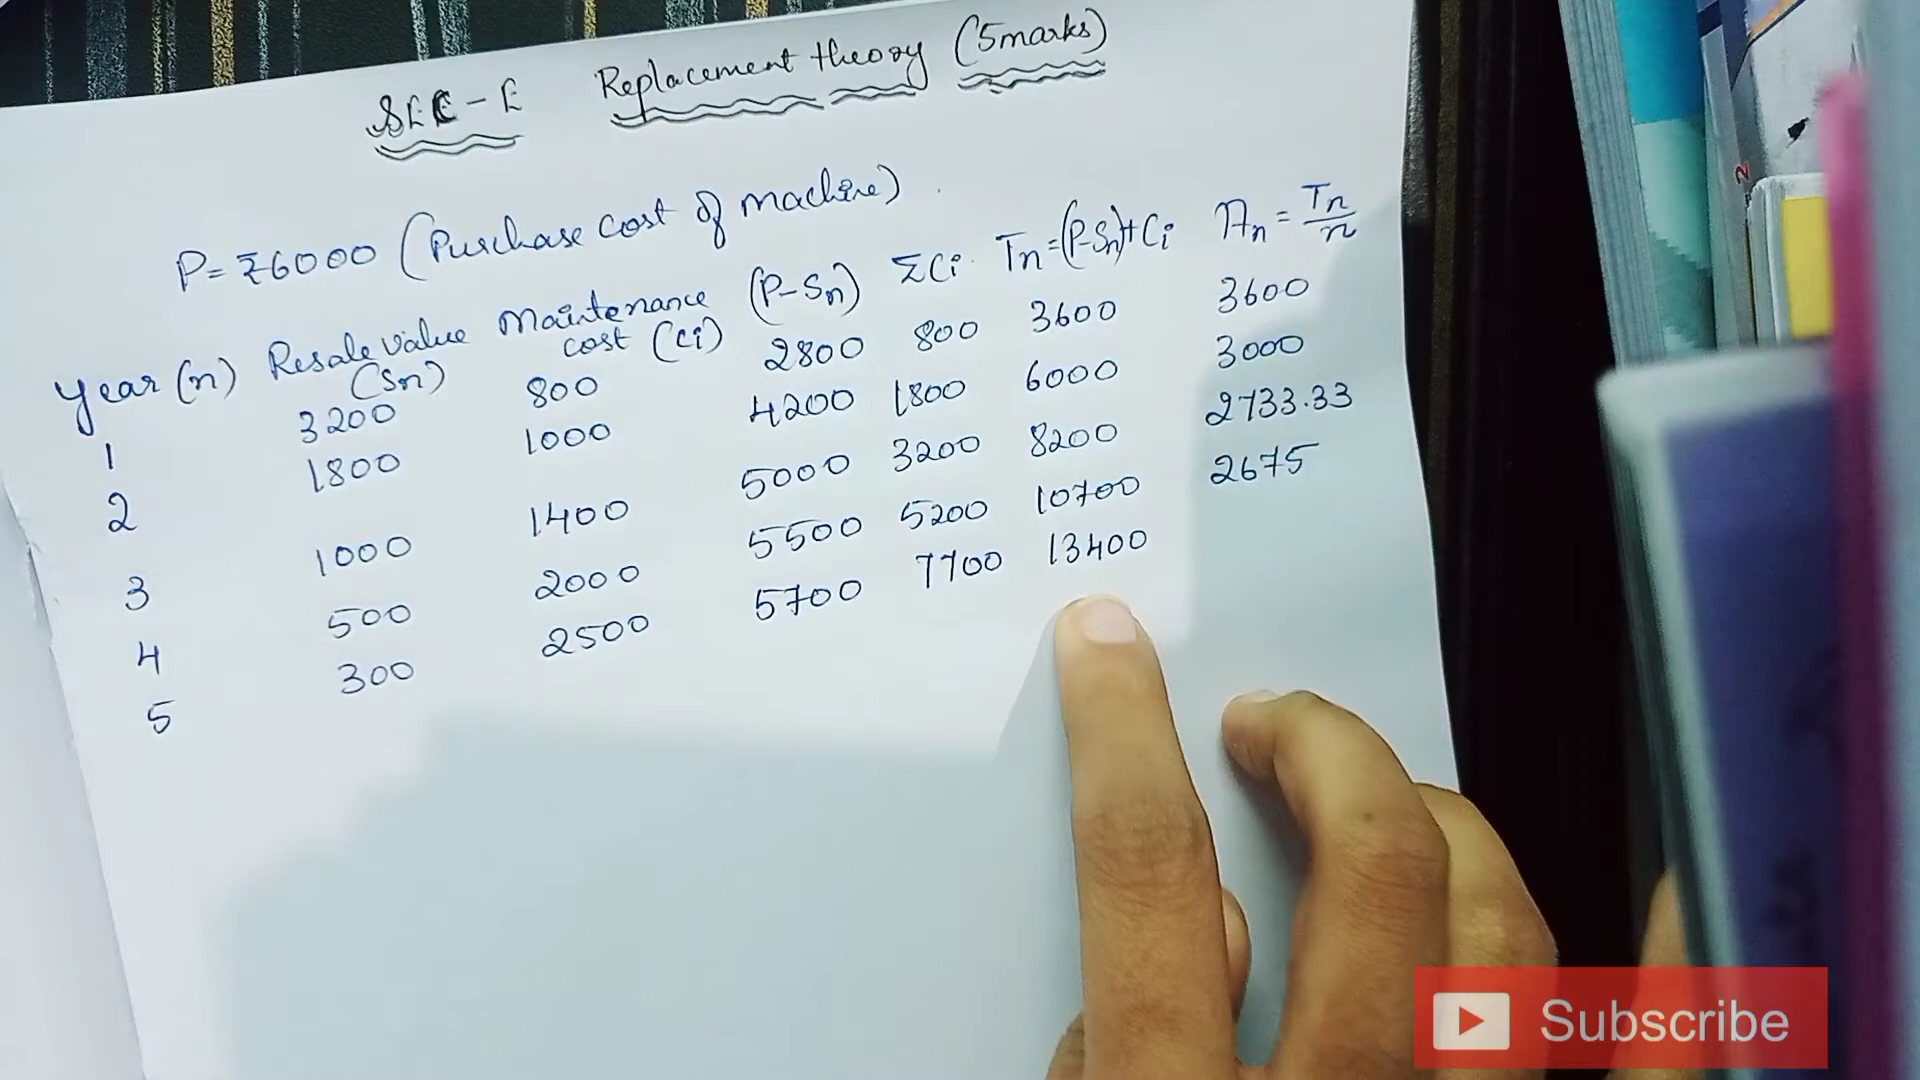 SEC-E Replacement theory (5marks)
P=₹6000 (Purchase cost of machine)
Year (n) Resale value (Sn) Maintenance cost (Ci) (P-Sn) ΣCi Tn=(P-Sn)+Ci An=Tn/n
1 3200 800 2800 800 3600 3600
2 1800 1000 4200 1800 6000 3000
3 1000 1400 5000 3200 8200 2733.33
4 500 2000 5500 5200 10700 2675
5 300 2500 5700 7700 13400
Subscribe